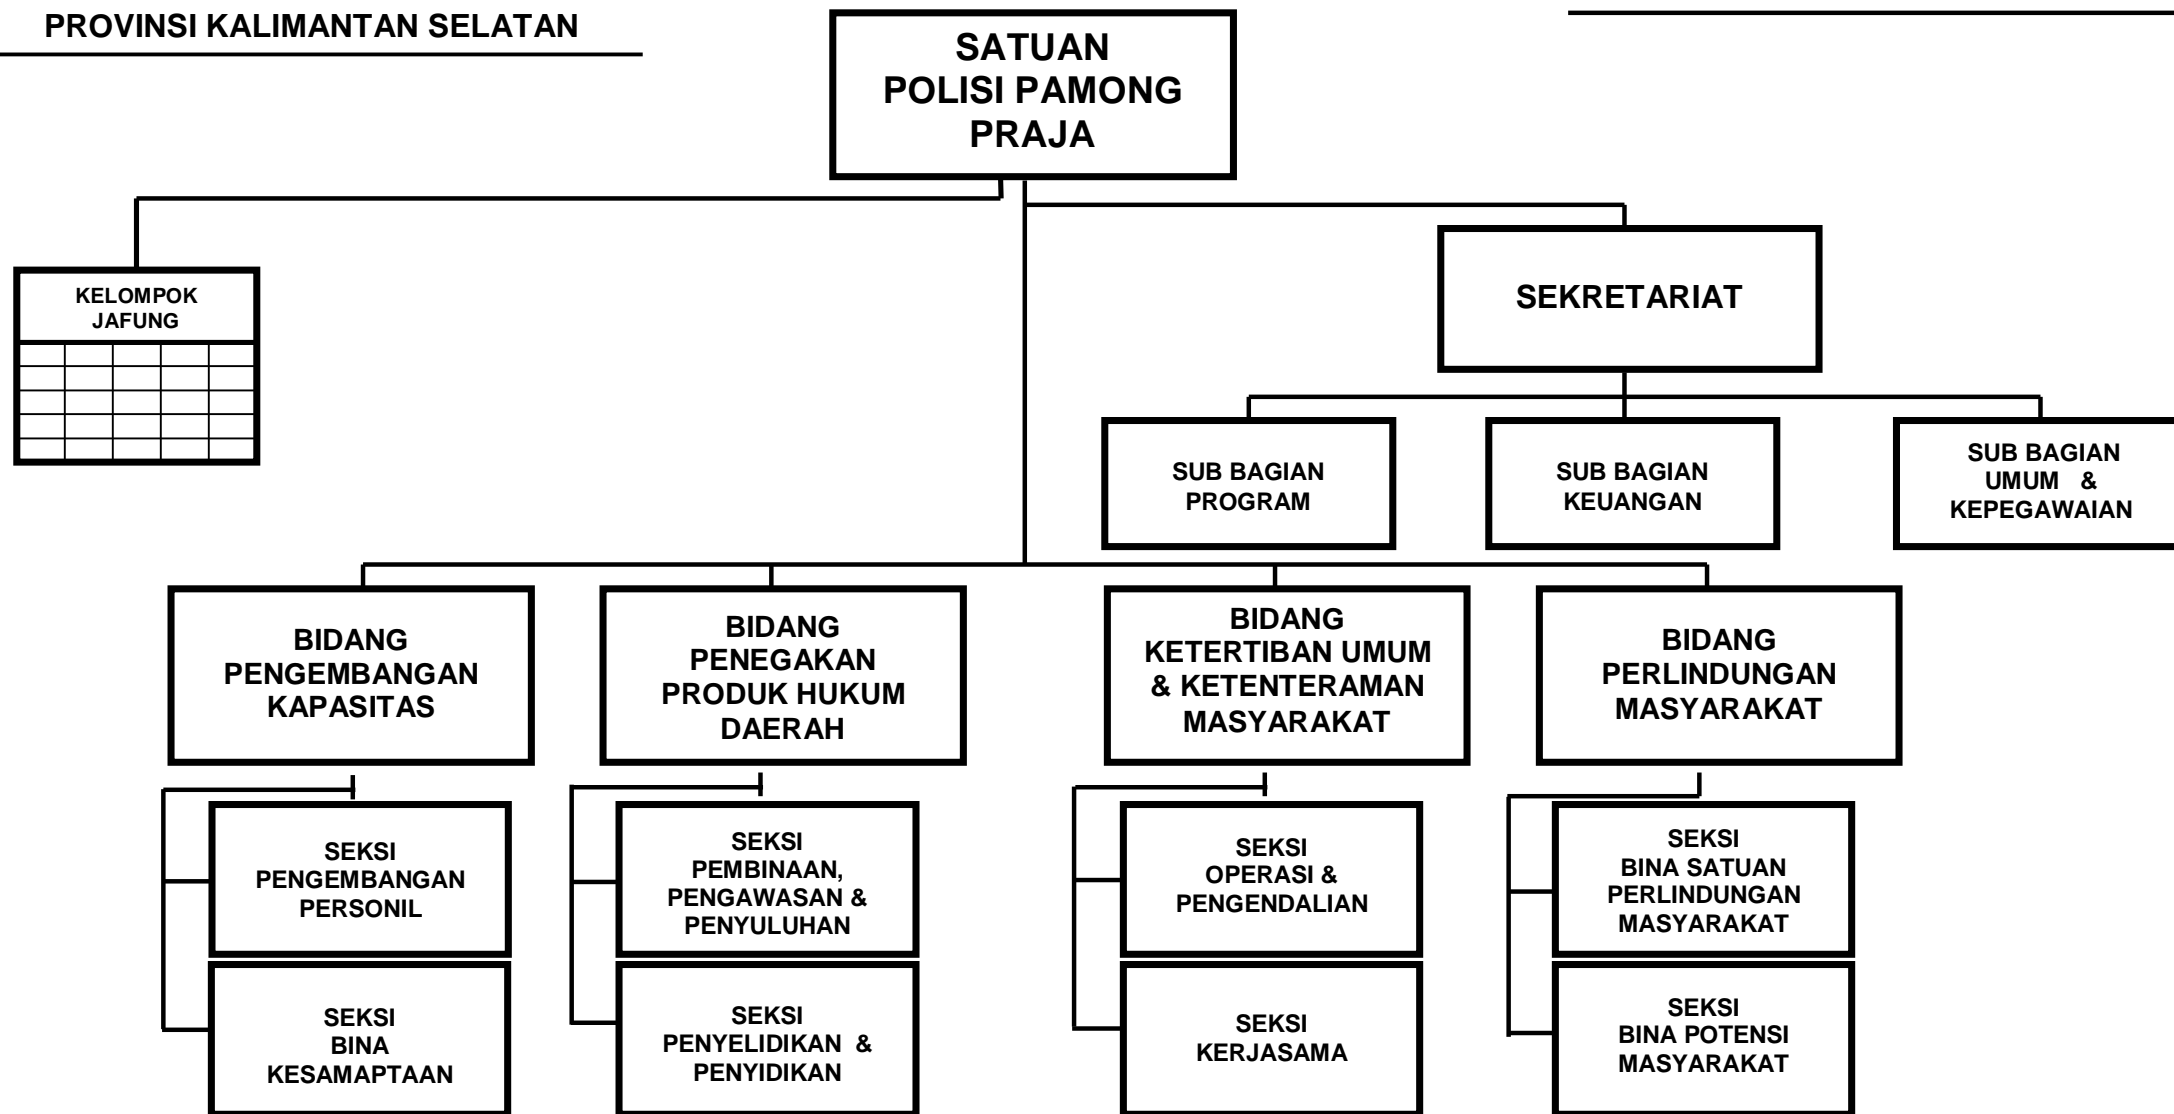 PROVINSI KALIMANTAN SELATAN
SATUAN
POLISI PAMONG
PRAJA
KELOMPOK
JAFUNG
SEKRETARIAT
SUB BAGIAN
PROGRAM
SUB BAGIAN
KEUANGAN
SUB BAGIAN
UMUM &
KEPEGAWAIAN
BIDANG
PENGEMBANGAN
KAPASITAS
BIDANG
PENEGAKAN
PRODUK HUKUM
DAERAH
BIDANG
KETERTIBAN UMUM
& KETENTERAMAN
MASYARAKAT
BIDANG
PERLINDUNGAN
MASYARAKAT
SEKSI
PENGEMBANGAN
PERSONIL
SEKSI
PEMBINAAN,
PENGAWASAN &
PENYULUHAN
SEKSI
OPERASI &
PENGENDALIAN
SEKSI
BINA SATUAN
PERLINDUNGAN
MASYARAKAT
SEKSI
BINA
KESAMAPTAAN
SEKSI
PENYELIDIKAN &
PENYIDIKAN
SEKSI
KERJASAMA
SEKSI
BINA POTENSI
MASYARAKAT